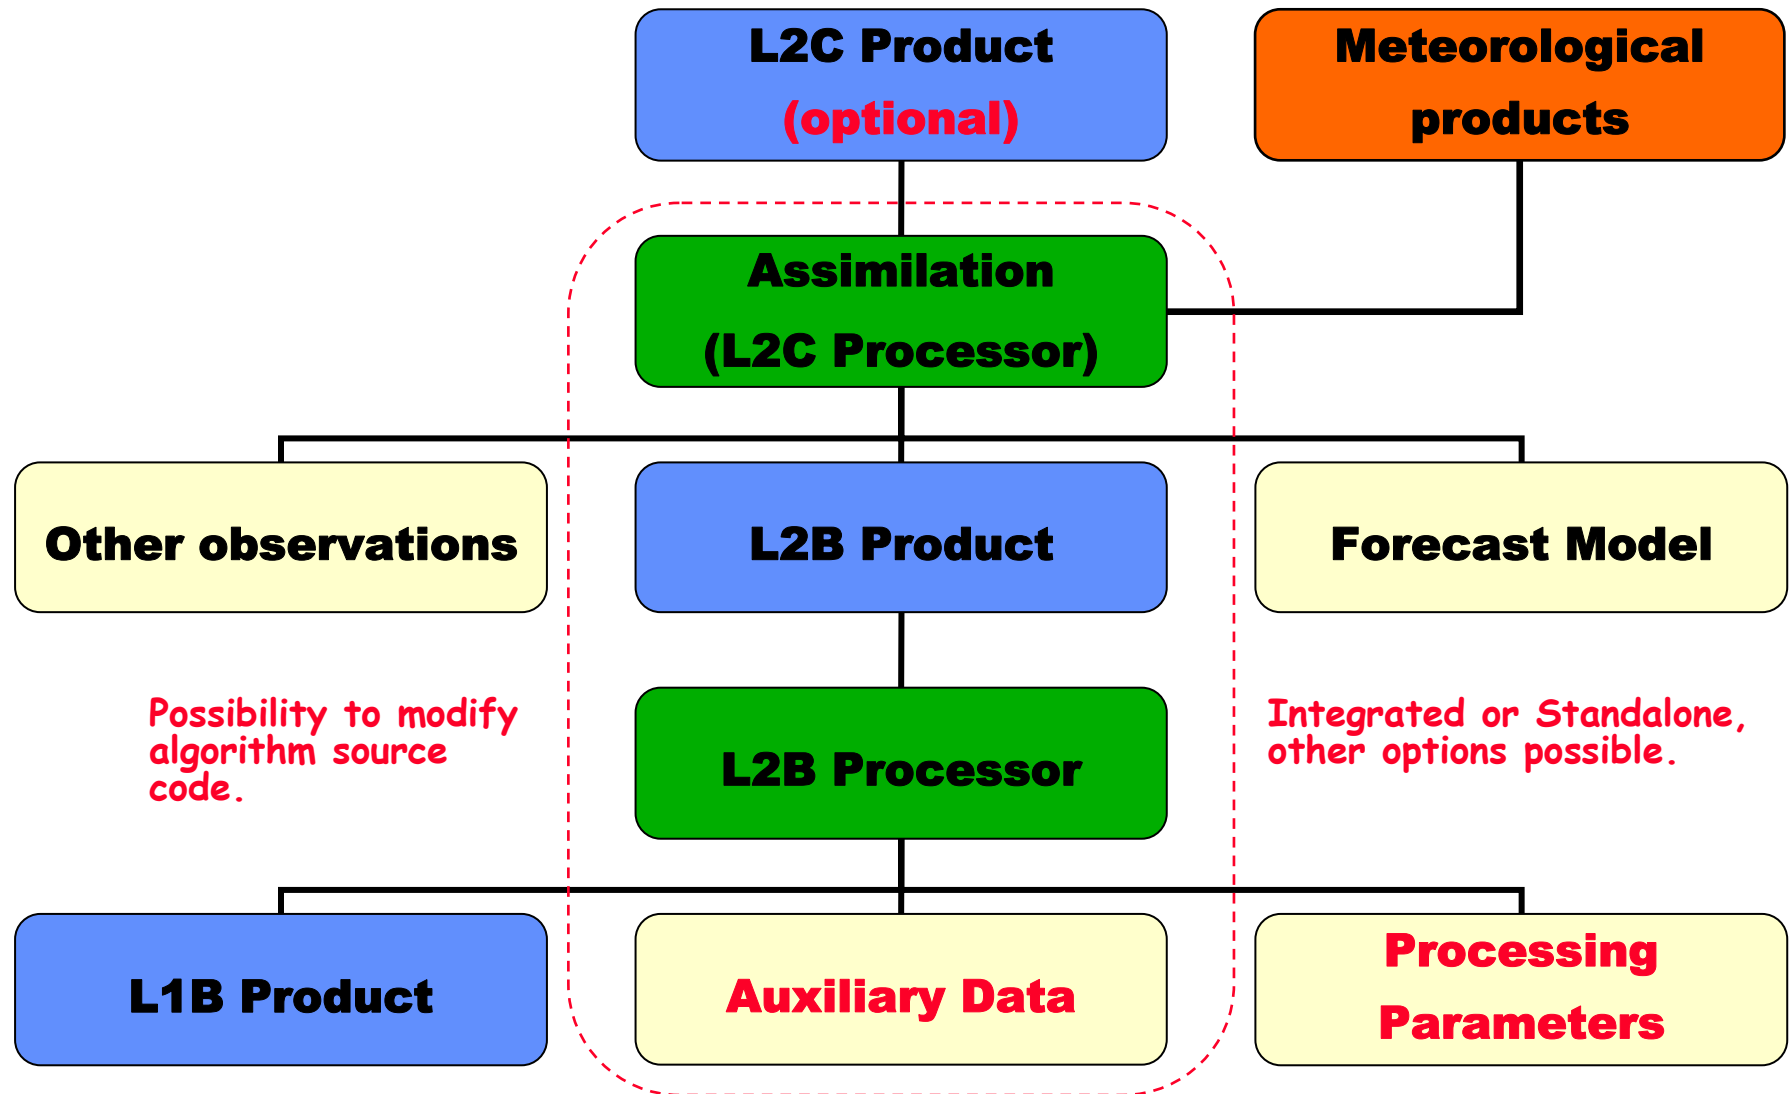 L2C Product
(optional)
Meteorological
products
Assimilation
(L2C Processor)
Other observations
L2B Product
Forecast Model
Possibility to modify
algorithm source
code.
L2B Processor
Integrated or Standalone,
other options possible.
L1B Product
Auxiliary Data
Processing
Parameters